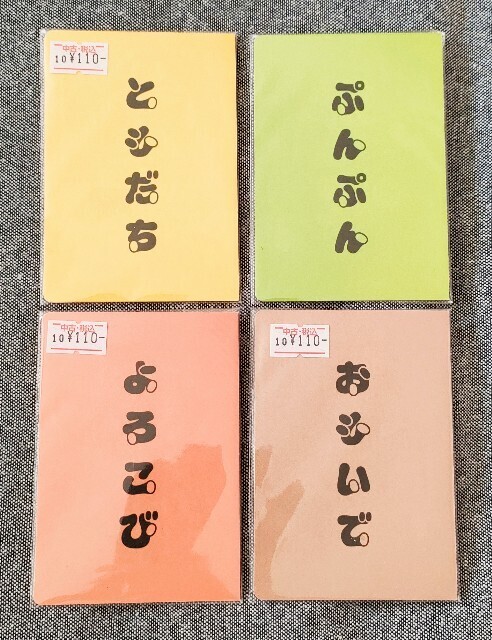 中古・税込
10 ¥110-
ともだち
ぷんぷん
中古・税込
10 ¥110-
よろこび
中古・税込
10 ¥110-
おもいで